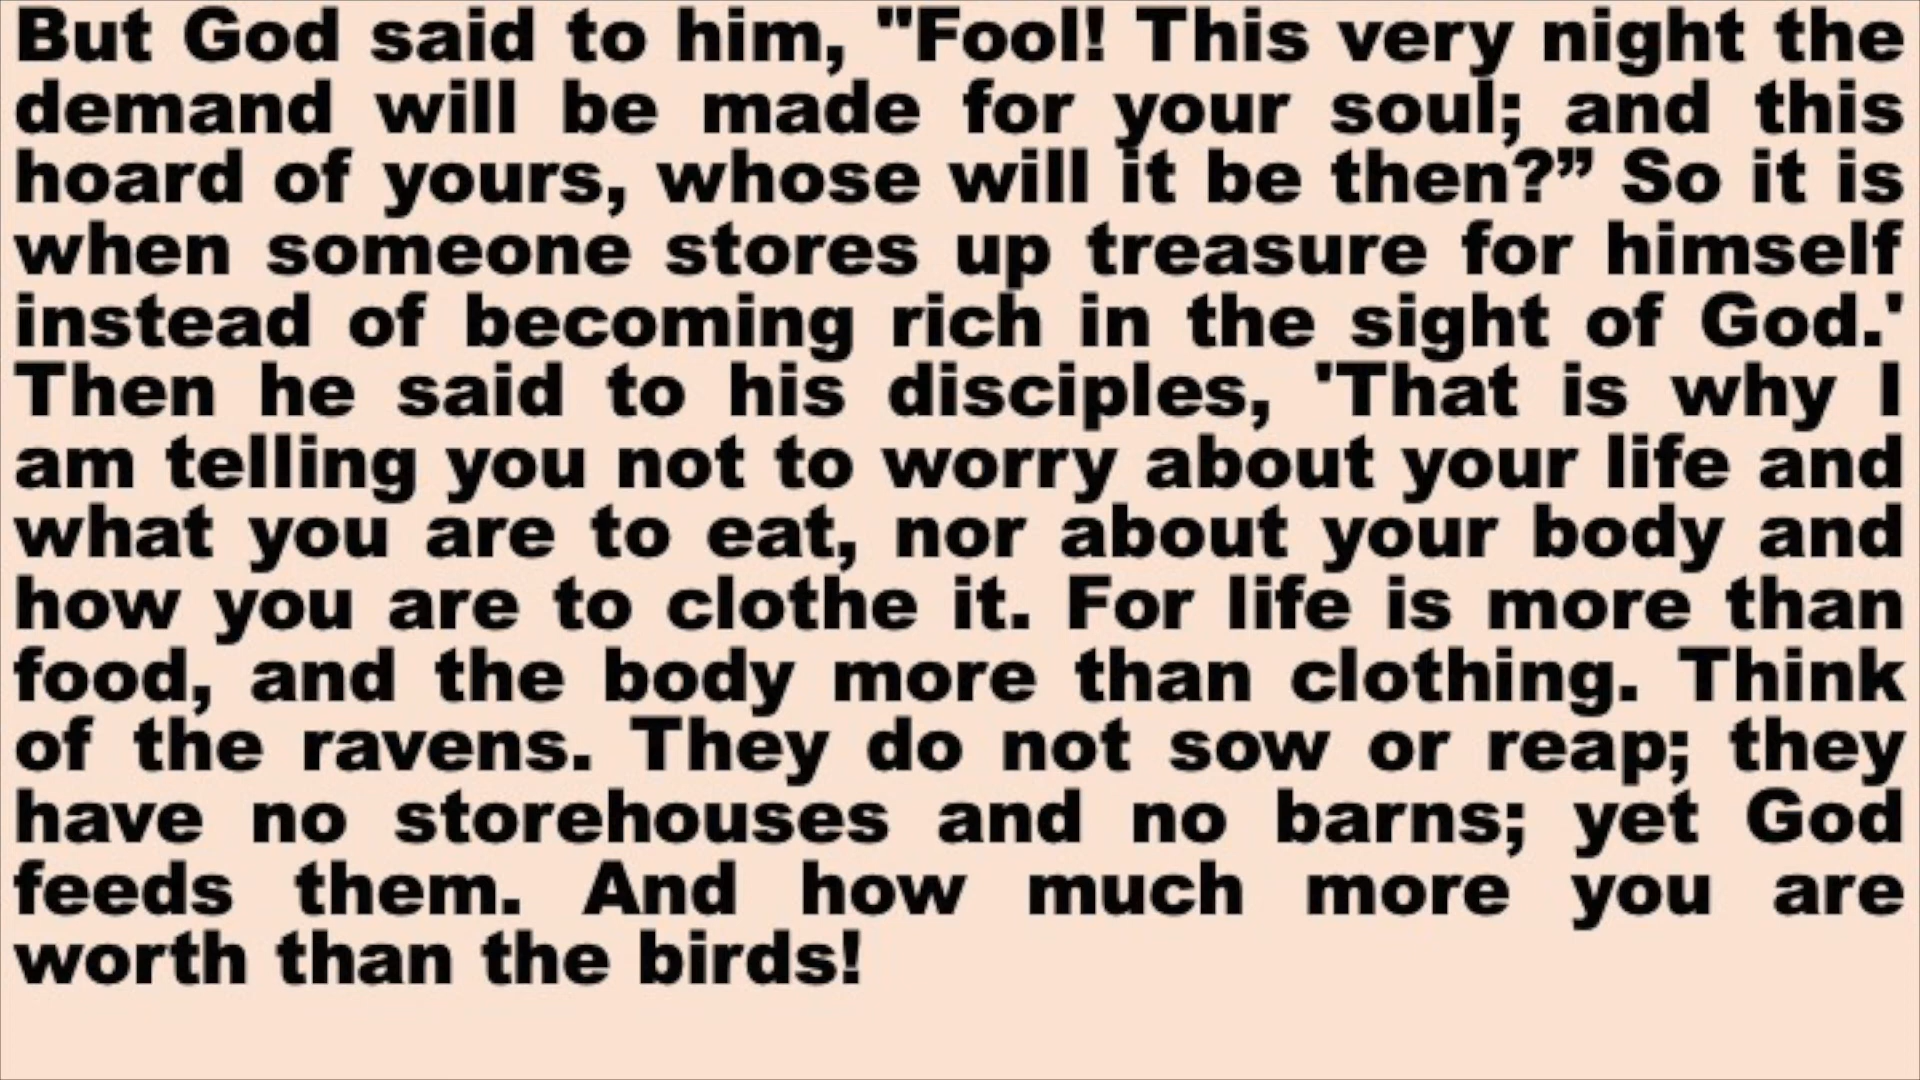 But God said to him, "Fool! This very night the
demand will be made for your soul; and this
hoard of yours, whose will it be then?” So it is
when someone stores up treasure for himself
instead of becoming rich in the sight of God.'
Then he said to his disciples, 'That is why I
am telling you not to worry about your life and
what you are to eat, nor about your body and
how you are to clothe it. For life is more than
food, and the body more than clothing. Think
of the ravens. They do not sow or reap; they
have no storehouses and no barns; yet God
feeds them. And how much more you are
worth than the birds!